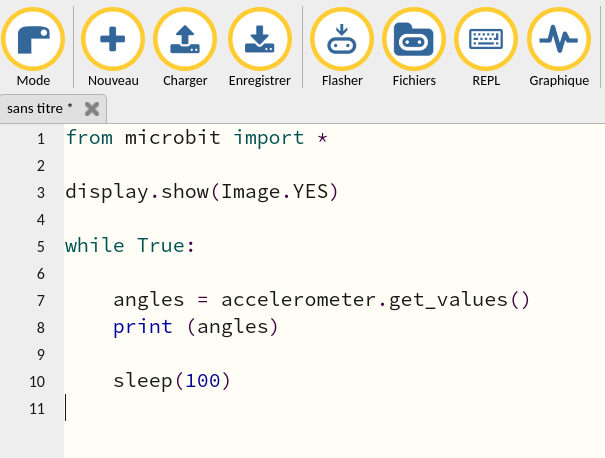 Mode Nouveau Charger Enregistrer Flasher Fichiers REPL Graphique
sans titre *
1 from microbit import *
2
3 display.show(Image.YES)
4
5 while True:
6
7     angles = accelerometer.get_values()
8     print (angles)
9
10     sleep(100)
11